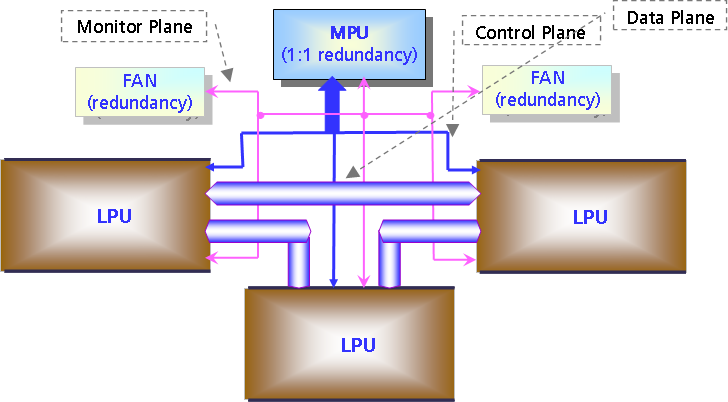 Monitor Plane
MPU
(1:1 redundancy)
Control Plane
Data Plane
FAN
(redundancy)
FAN
(redundancy)
LPU
LPU
LPU